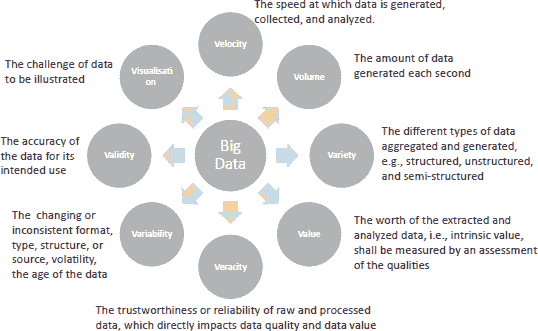 The speed at which data is generated,
collected, and analyzed.
Velocity
The challenge of data
to be illustrated
Visualisati
on
Volume
The amount of data
generated each second
The accuracy of
the data for its
intended use
Validity
Big
Data
Variety
The different types of data
aggregated and generated,
e.g., structured, unstructured,
and semi-structured
The changing or
inconsistent format,
type, structure, or
source, volatility,
the age of the data
Variability
Value
The worth of the extracted and
analyzed data, i.e., intrinsic value,
shall be measured by an assessment
of the qualities
Veracity
The trustworthiness or reliability of raw and processed
data, which directly impacts data quality and data value